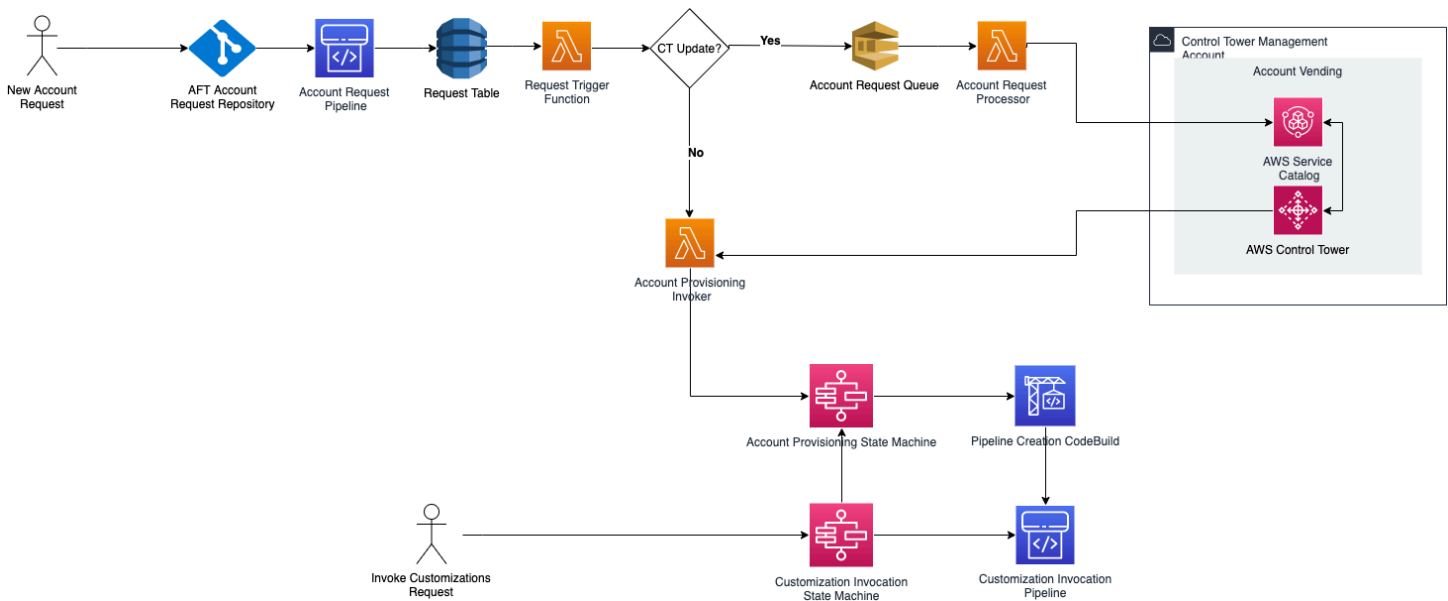 New Account
Request
AFT Account
Request Repository
Account Request
Pipeline
Request Table
Request Trigger
Function
CT Update?
Yes
Account Request Queue
Account Request
Processor
Control Tower Management
Account
Account Vending
AWS Service
Catalog
AWS Control Tower
No
Account Provisioning
Invoker
Account Provisioning State Machine
Pipeline Creation CodeBuild
Invoke Customizations
Request
Customization Invocation
State Machine
Customization Invocation
Pipeline